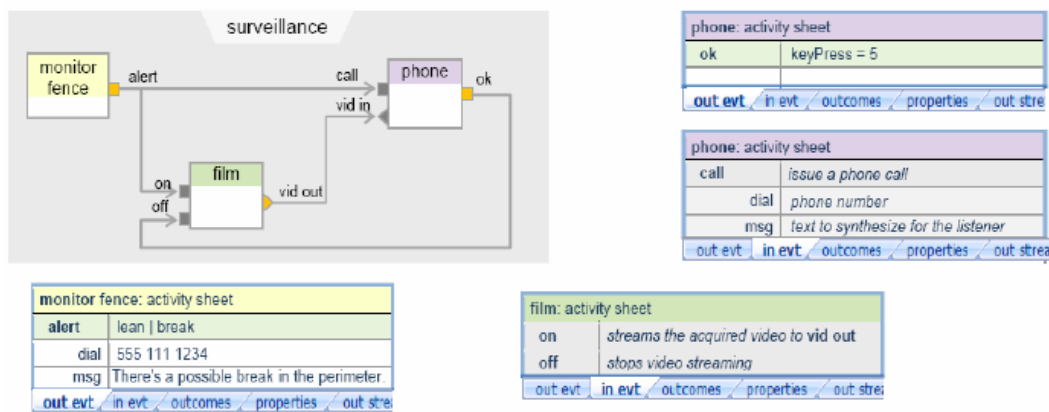 surveillance
monitor
fence
alert
call
phone
ok
vid in
film
on
off
vid out
phone: activity sheet
ok keyPress = 5
out evt in evt outcomes properties out stre
phone: activity sheet
call issue a phone call
dial phone number
msg text to synthesize for the listener
out evt in evt outcomes properties out strea
monitor fence: activity sheet
alert lean | break
dial 555 111 1234
msg There's a possible break in the perimeter.
out evt in evt outcomes properties out stre
film: activity sheet
on streams the acquired video to vid out
off stops video streaming
out evt in evt outcomes properties out strea